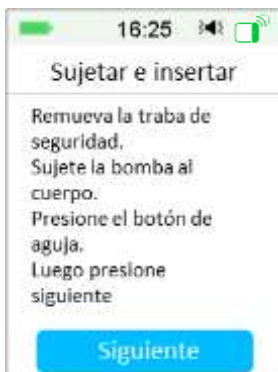 16:25
Sujetar e insertar
Remueva la traba de
seguridad.
Sujete la bomba al
cuerpo.
Presione el botón de
aguja.
Luego presione
siguiente
Siguiente